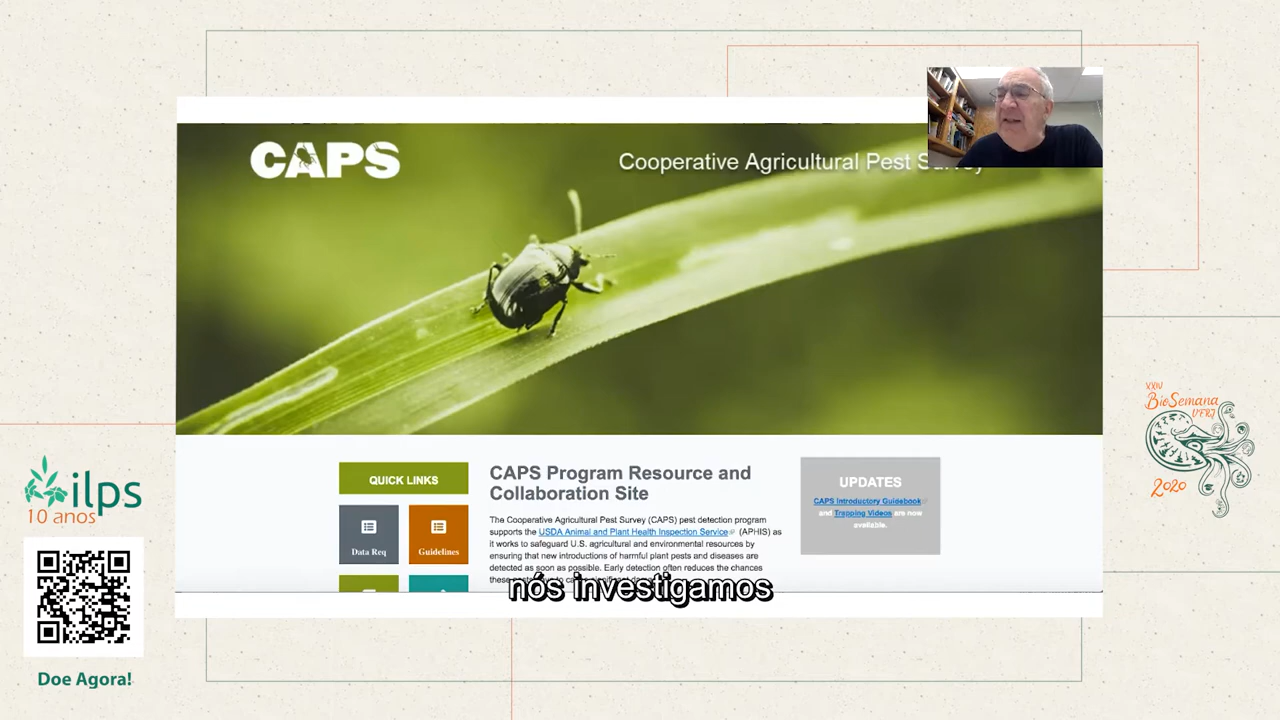 CAPS
Cooperative Agricultural Pest Survey
QUICK LINKS
Data Req
Guidelines
CAPS Program Resource and
Collaboration Site
The Cooperative Agricultural Pest Survey (CAPS) pest detection program
supports the USDA Animal and Plant Health Inspection Service (APHIS) as
it works to safeguard U.S. agricultural and environmental resources by
ensuring that new introductions of harmful plant pests and diseases are
detected as soon as possible. Early detection often reduces the chances
UPDATES
CAPS Introductory Guidebook
and Trapping Videos are now
available.
nós investigamos
ilps
10 anos
Doe Agora!
XXIV
BioSemana
UFRJ
2020